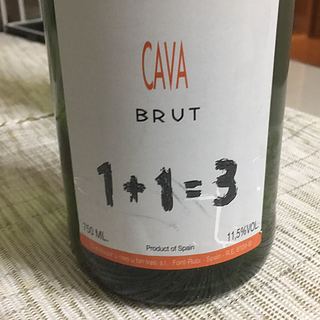 CAVA
BRUT
1+1=3
750 ML.
Product of Spain
11,5%VOL
Font-Rubí - Spain - R.E.